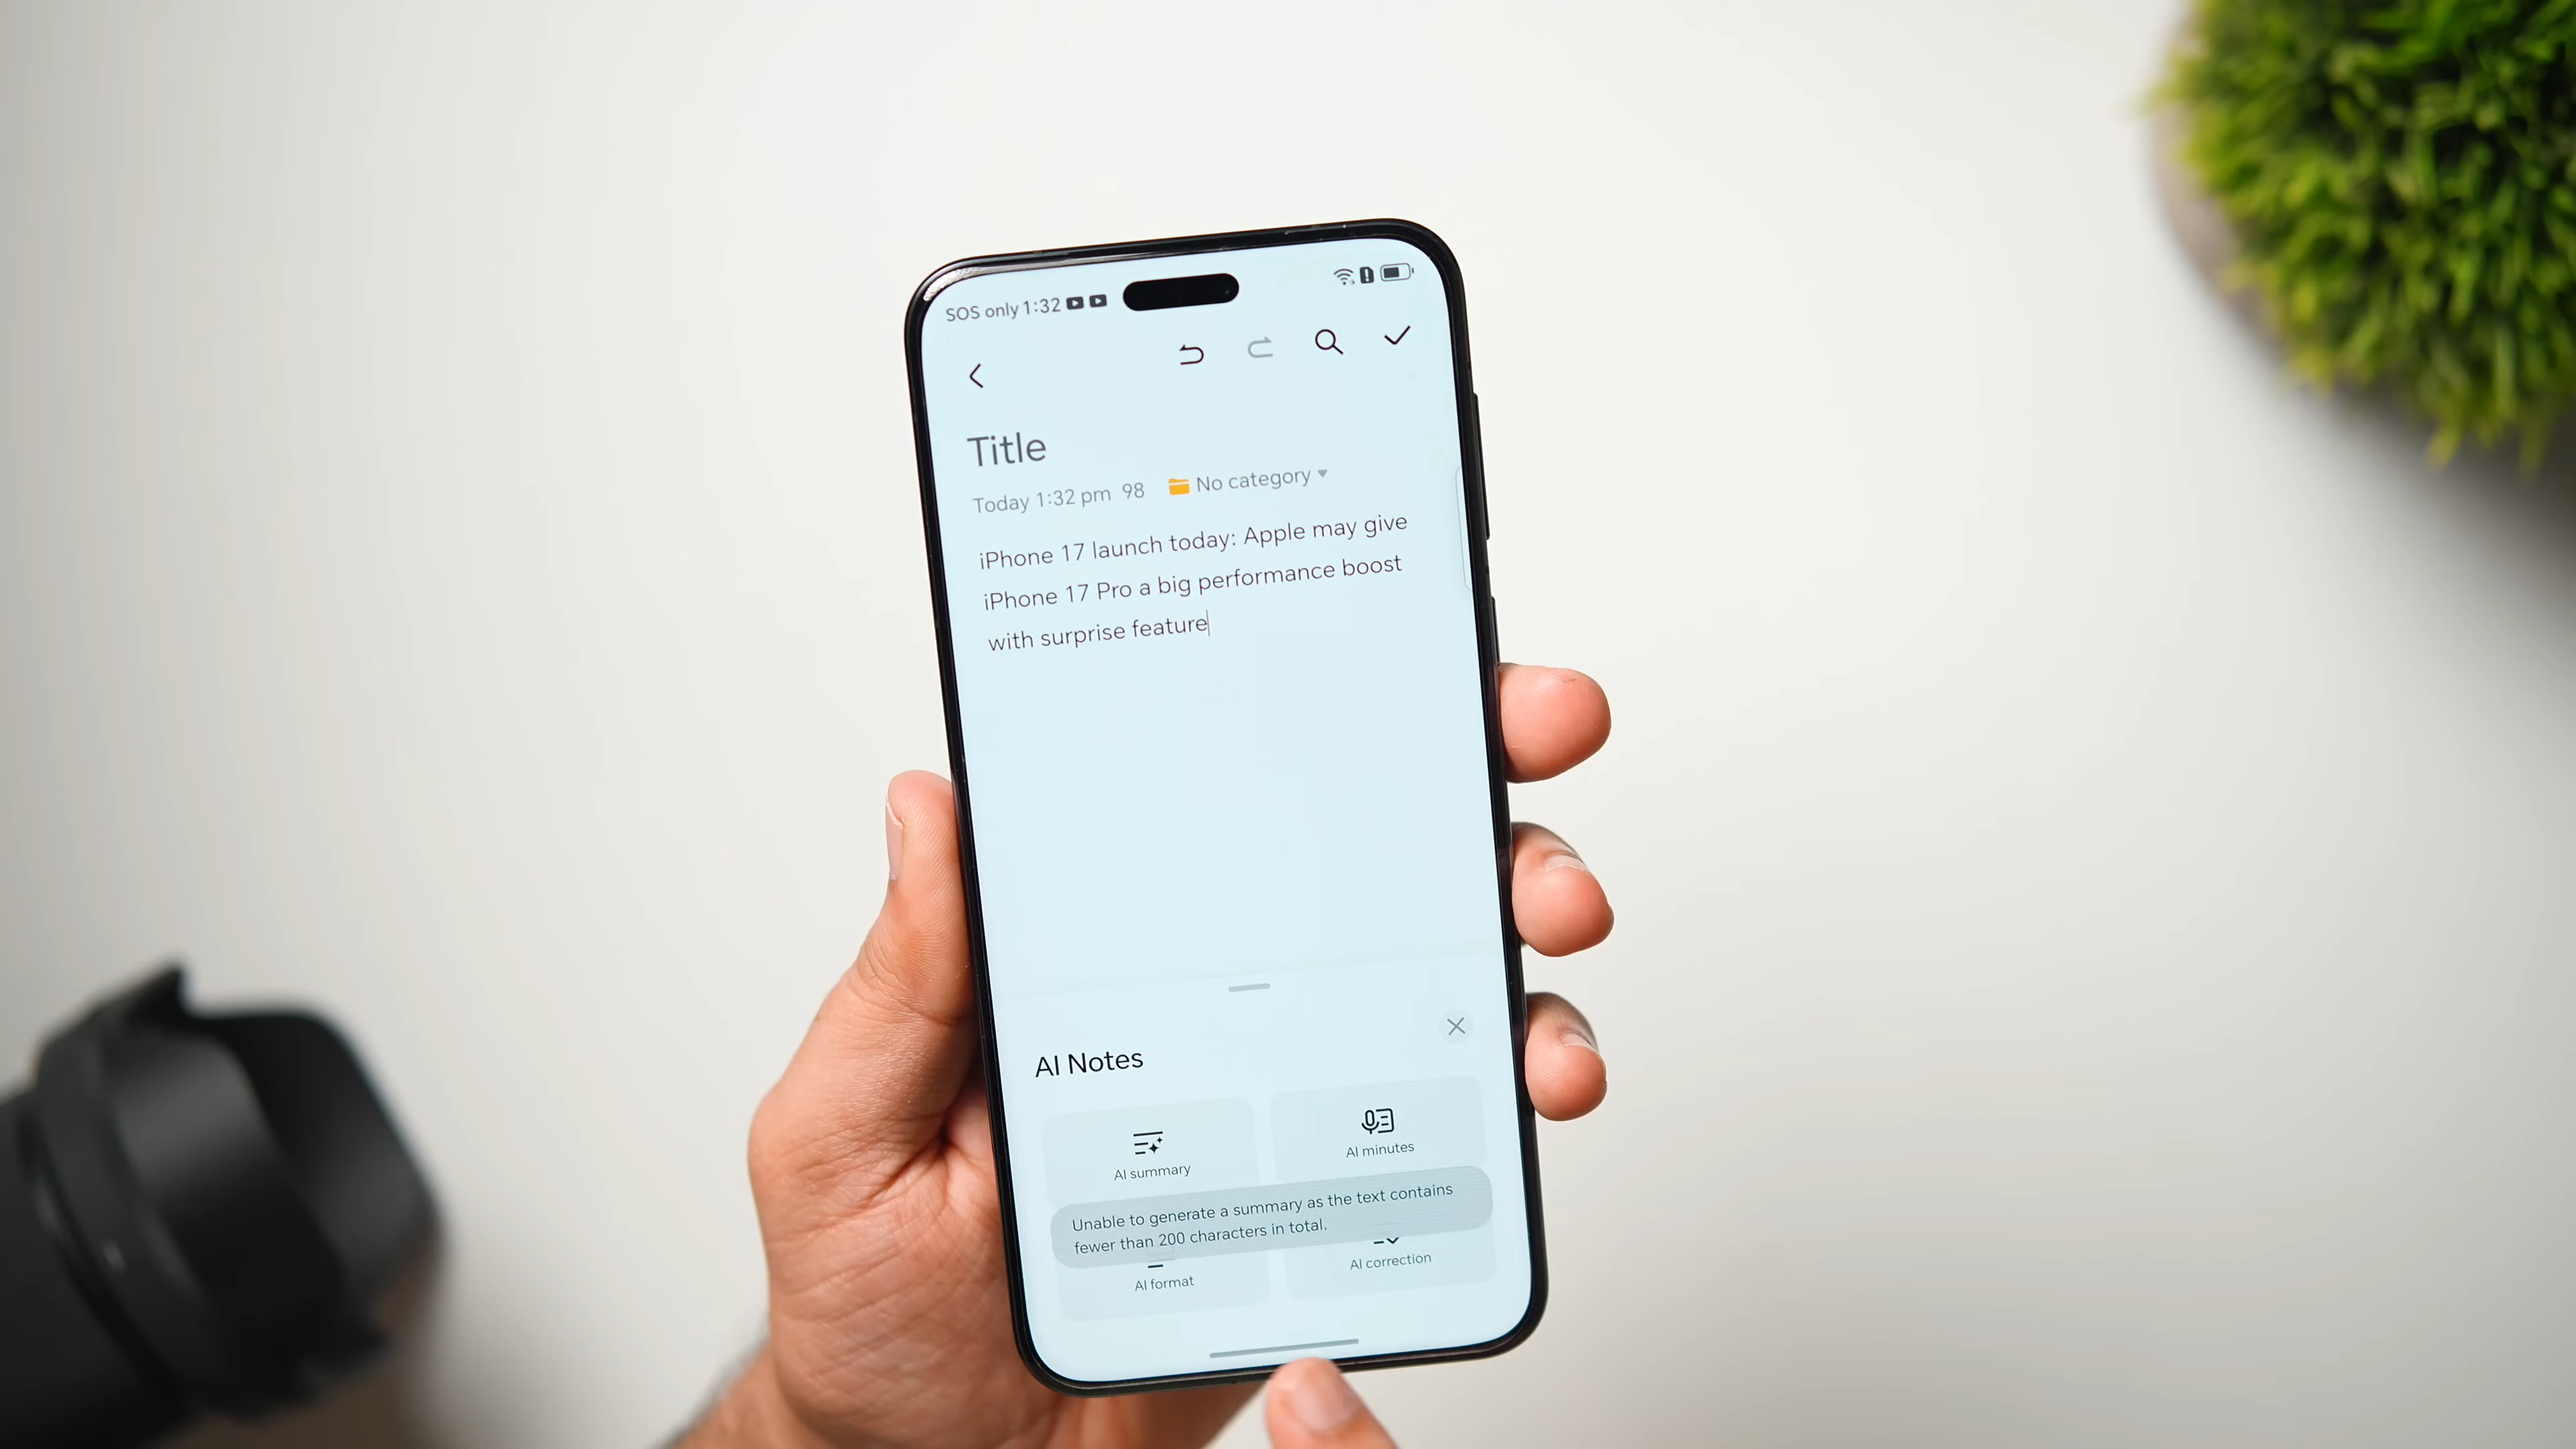 SOS only 1:32
Title
Today 1:32 pm 98 No category
iPhone 17 launch today: Apple may give
iPhone 17 Pro a big performance boost
with surprise feature
AI Notes
AI summary
AI minutes
Unable to generate a summary as the text contains
fewer than 200 characters in total.
AI format
AI correction